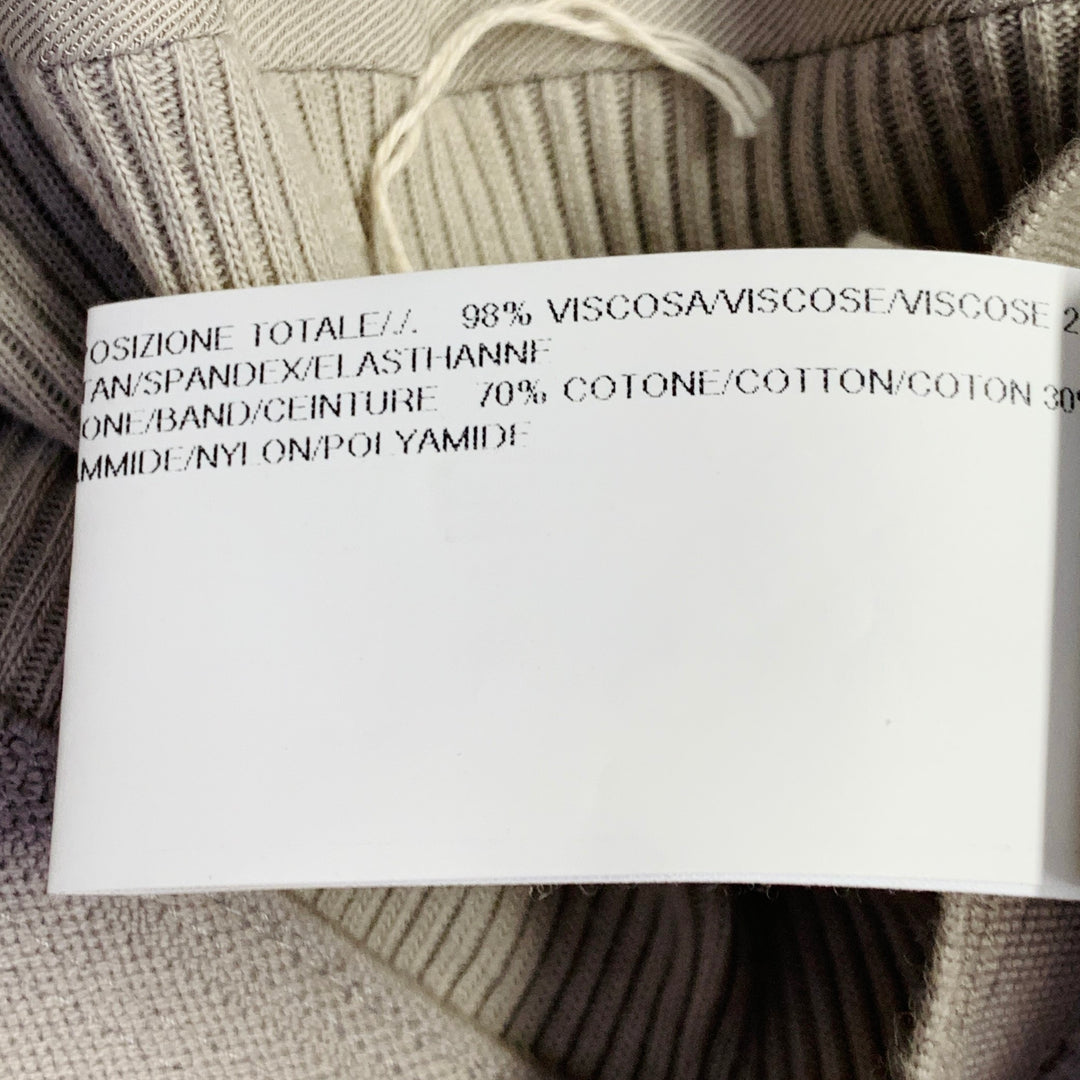 OSIZIONE TOTALE/./. 98% VISCOSA/VISCOSE/VISCOSE 2
TAN/SPANDEX/ELASTHANNE
ONE/BAND/CEINTURE 70% COTONE/COTTON/COTON 30%
AMMIDE/NYLON/POLYAMIDE